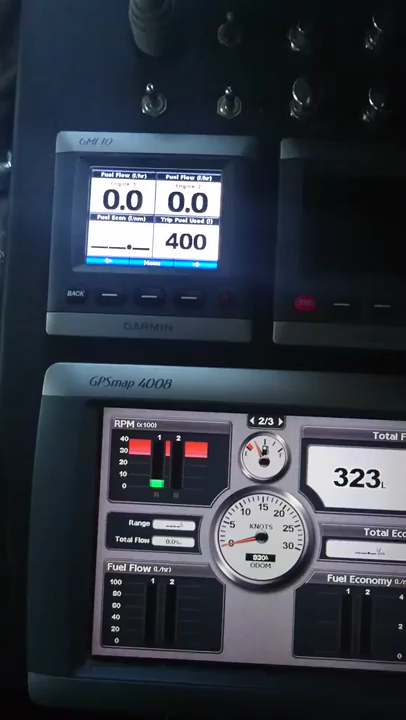 GMI 10
Fuel Flow (l/hr) Fuel Flow (l/hr)
Engine 1 Engine 2
0.0 0.0
Fuel Econ (l/nm) Trip Fuel Used (l)
__._ 400
Home
BACK
GARMIN
GPSmap 4008
RPM (x100)
2/3
1 2
40
30
20
10
0
Total F
323L
5 10 15 20 25 30
0
KNOTS
ODOM
Range
Total Flow 0.0
Total Eco
Fuel Flow (l/hr)
1 2
100
80
60
40
20
0
Fuel Economy (L/
1 2
4